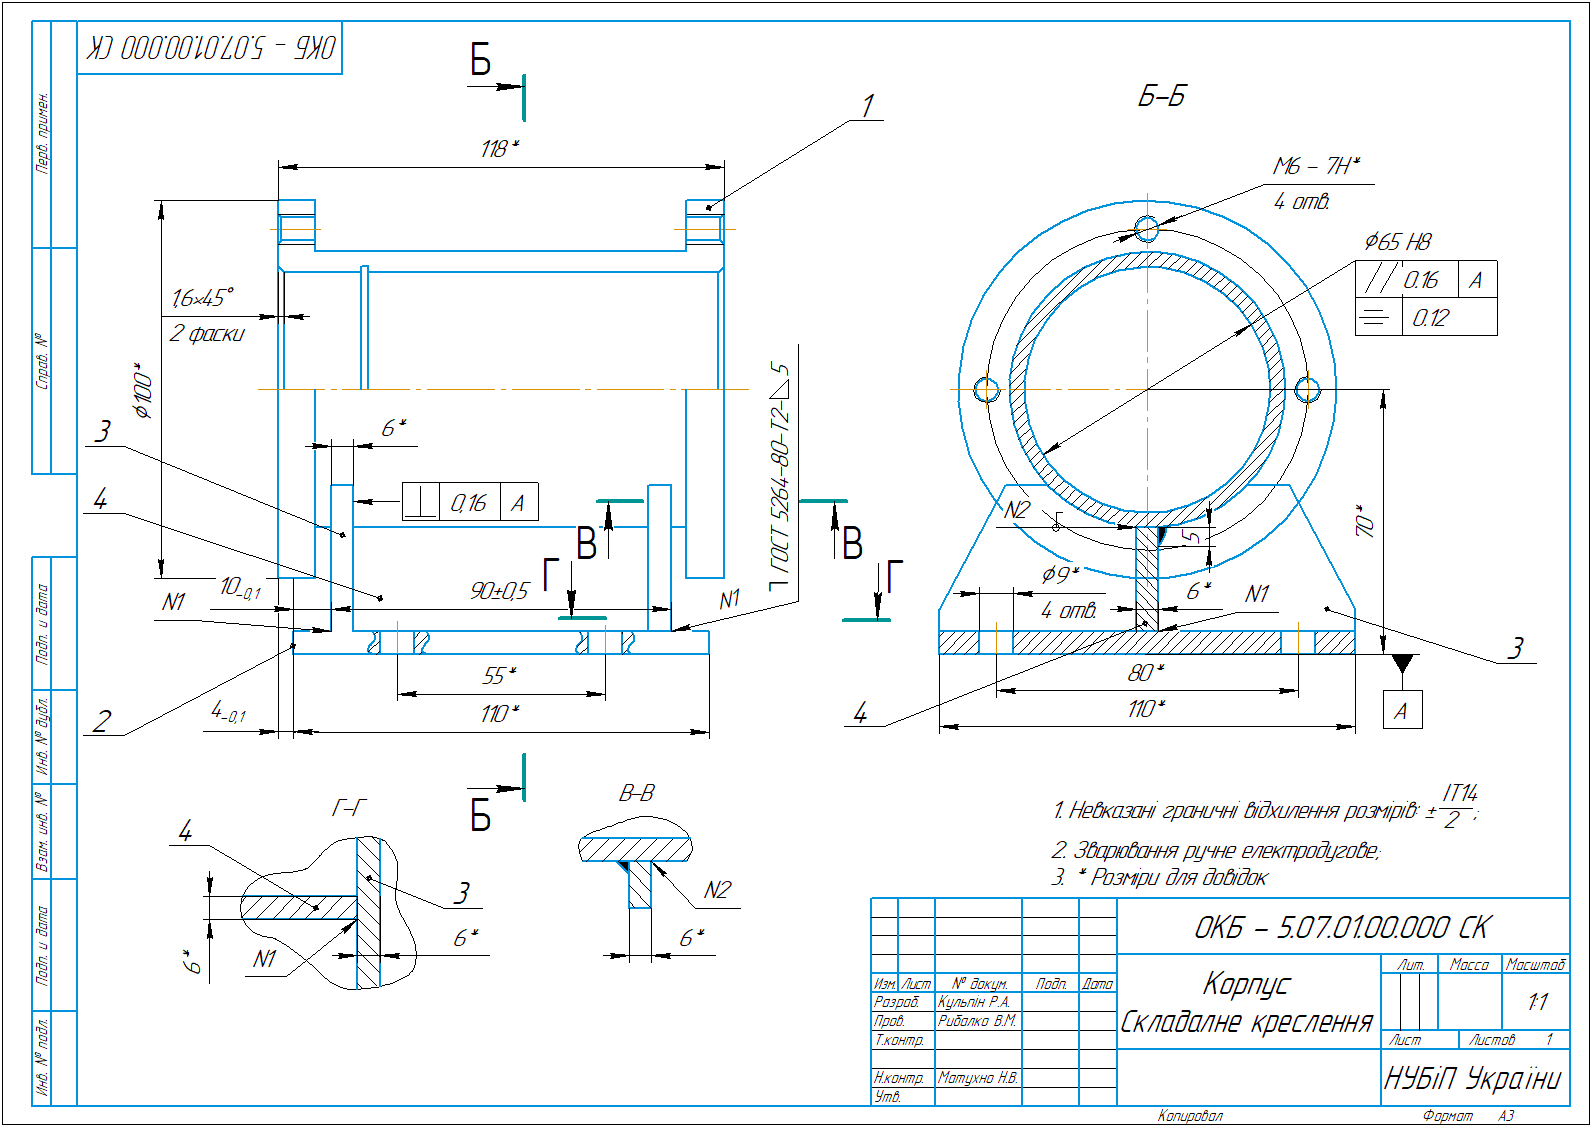 ОКБ - 5.07.01.00.000 СК
Перв. примен.
Справ. №
Подп. и дата
Инв. № дубл.
Взам. инв. №
Подп. и дата
Инв. № подл.
Б
118*
1
1,6×45°
2 фаски
ϕ100*
3
4
6*
⊥ 0,16 А
ГОСТ 5264-80-Т2-◺ 5
В
В
Г
Г
10-0,1
90±0,5
N1
N1
2
4-0,1
55*
110*
Б
Б-Б
М6 - 7Н*
4 отв.
ϕ65 Н8
// 0.16 А
0.12
N2
5
ϕ9*
4 отв.
6*
N1
70*
3
80*
4
110*
А
Г-Г
4
3
6*
6*
N1
В-В
N2
6*
1. Невказані граничні відхилення розмірів: ± IT14/2 ;
2. Зварювання ручне електродугове;
3. * Розміри для довідок
ОКБ - 5.07.01.00.000 СК
Изм. Лист № докум. Подп. Дата
Разраб. Кульпін Р.А.
Пров. Рибалко В.М.
Т.контр.
Н.контр. Матухно Н.В.
Утв.
Корпус
Складалне креслення
Лит. Масса Масштаб
1:1
Лист Листов 1
НУБіП України
Копировал Формат А3